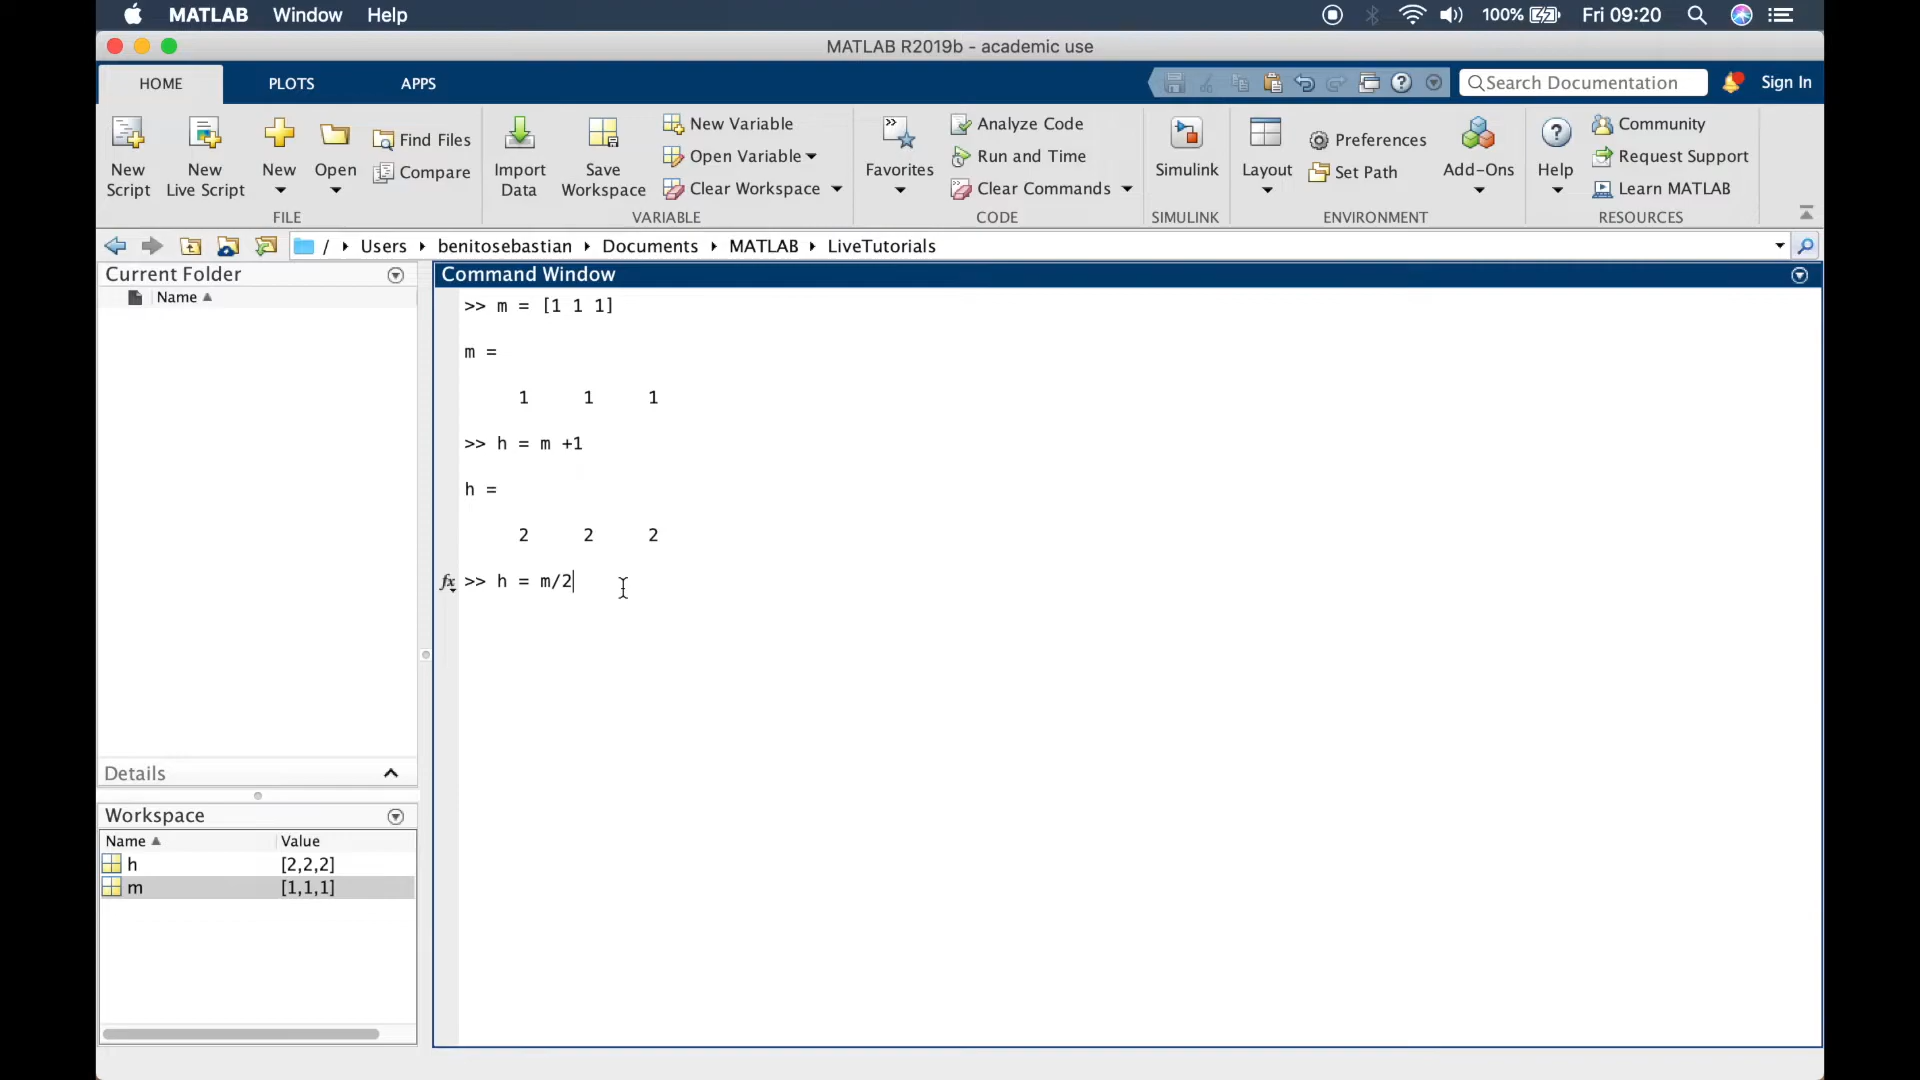 MATLAB Window Help 100% Fri 09:20
MATLAB R2019b - academic use
HOME PLOTS APPS Search Documentation Sign In
New Script
New Live Script
New
Open
Find Files
Compare
FILE
Import Data
Save Workspace
New Variable
Open Variable
Clear Workspace
VARIABLE
Favorites
Analyze Code
Run and Time
Clear Commands
CODE
Simulink
SIMULINK
Layout
Preferences
Set Path
Add-Ons
ENVIRONMENT
Help
Community
Request Support
Learn MATLAB
RESOURCES
/ Users benitosebastian Documents MATLAB LiveTutorials
Current Folder
Name
Details
Workspace
Name Value
h [2,2,2]
m [1,1,1]
Command Window
>> m = [1 1 1]
m =
1 1 1
>> h = m +1
h =
2 2 2
fx >> h = m/2